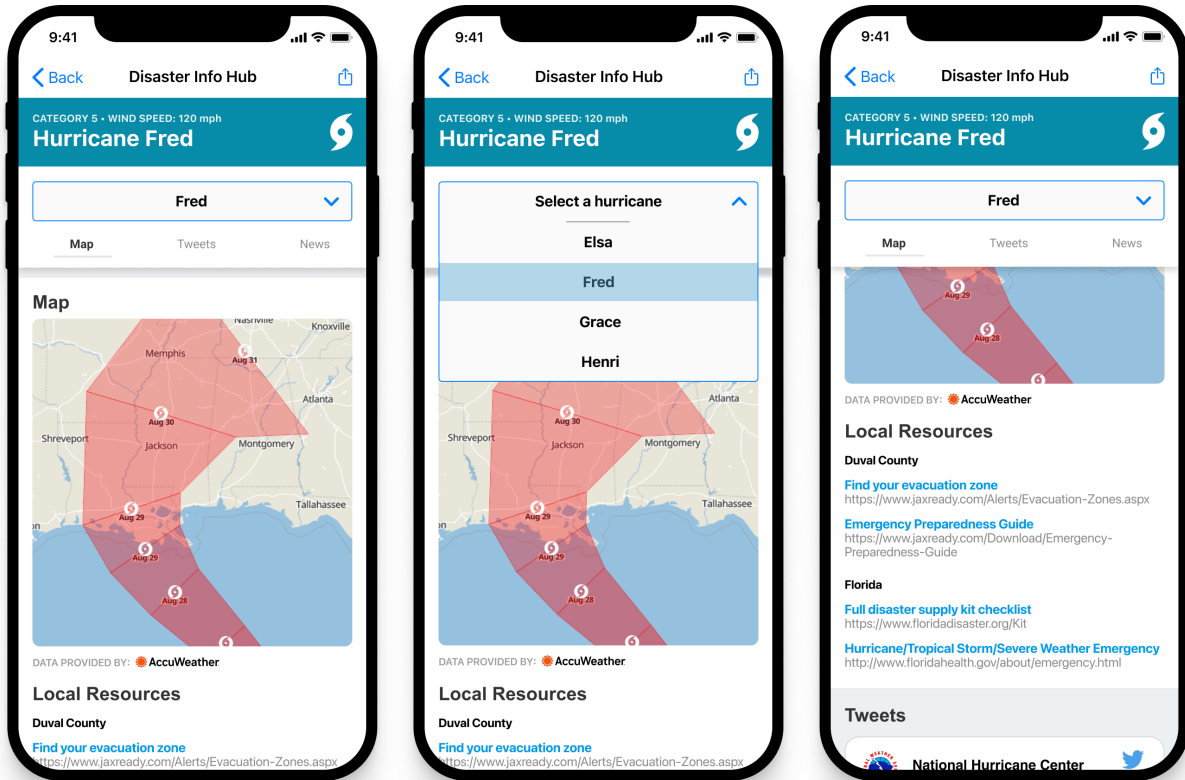 9:41
Back
Disaster Info Hub
CATEGORY 5 • WIND SPEED: 120 mph
Hurricane Fred
Fred
Map Tweets News
Map
Nashville
Knoxville
Memphis
Aug 31
Atlanta
Aug 30
Shreveport
Jackson
Montgomery
Tallahassee
Aug 29
Aug 29
Aug 28
DATA PROVIDED BY: AccuWeather
Local Resources
Duval County
Find your evacuation zone
https://www.jaxready.com/Alerts/Evacuation-Zones.aspx
9:41
Back
Disaster Info Hub
CATEGORY 5 • WIND SPEED: 120 mph
Hurricane Fred
Select a hurricane
Elsa
Fred
Grace
Henri
Atlanta
Aug 30
Shreveport
Jackson
Montgomery
Tallahassee
Aug 29
Aug 29
Aug 28
DATA PROVIDED BY: AccuWeather
Local Resources
Duval County
Find your evacuation zone
https://www.jaxready.com/Alerts/Evacuation-Zones.aspx
9:41
Back
Disaster Info Hub
CATEGORY 5 • WIND SPEED: 120 mph
Hurricane Fred
Fred
Map Tweets News
Aug 29
Aug 28
DATA PROVIDED BY: AccuWeather
Local Resources
Duval County
Find your evacuation zone
https://www.jaxready.com/Alerts/Evacuation-Zones.aspx
Emergency Preparedness Guide
https://www.jaxready.com/Download/Emergency-
Preparedness-Guide
Florida
Full disaster supply kit checklist
https://www.floridadisaster.org/Kit
Hurricane/Tropical Storm/Severe Weather Emergency
http://www.floridahealth.gov/about/emergency.html
Tweets
National Hurricane Center